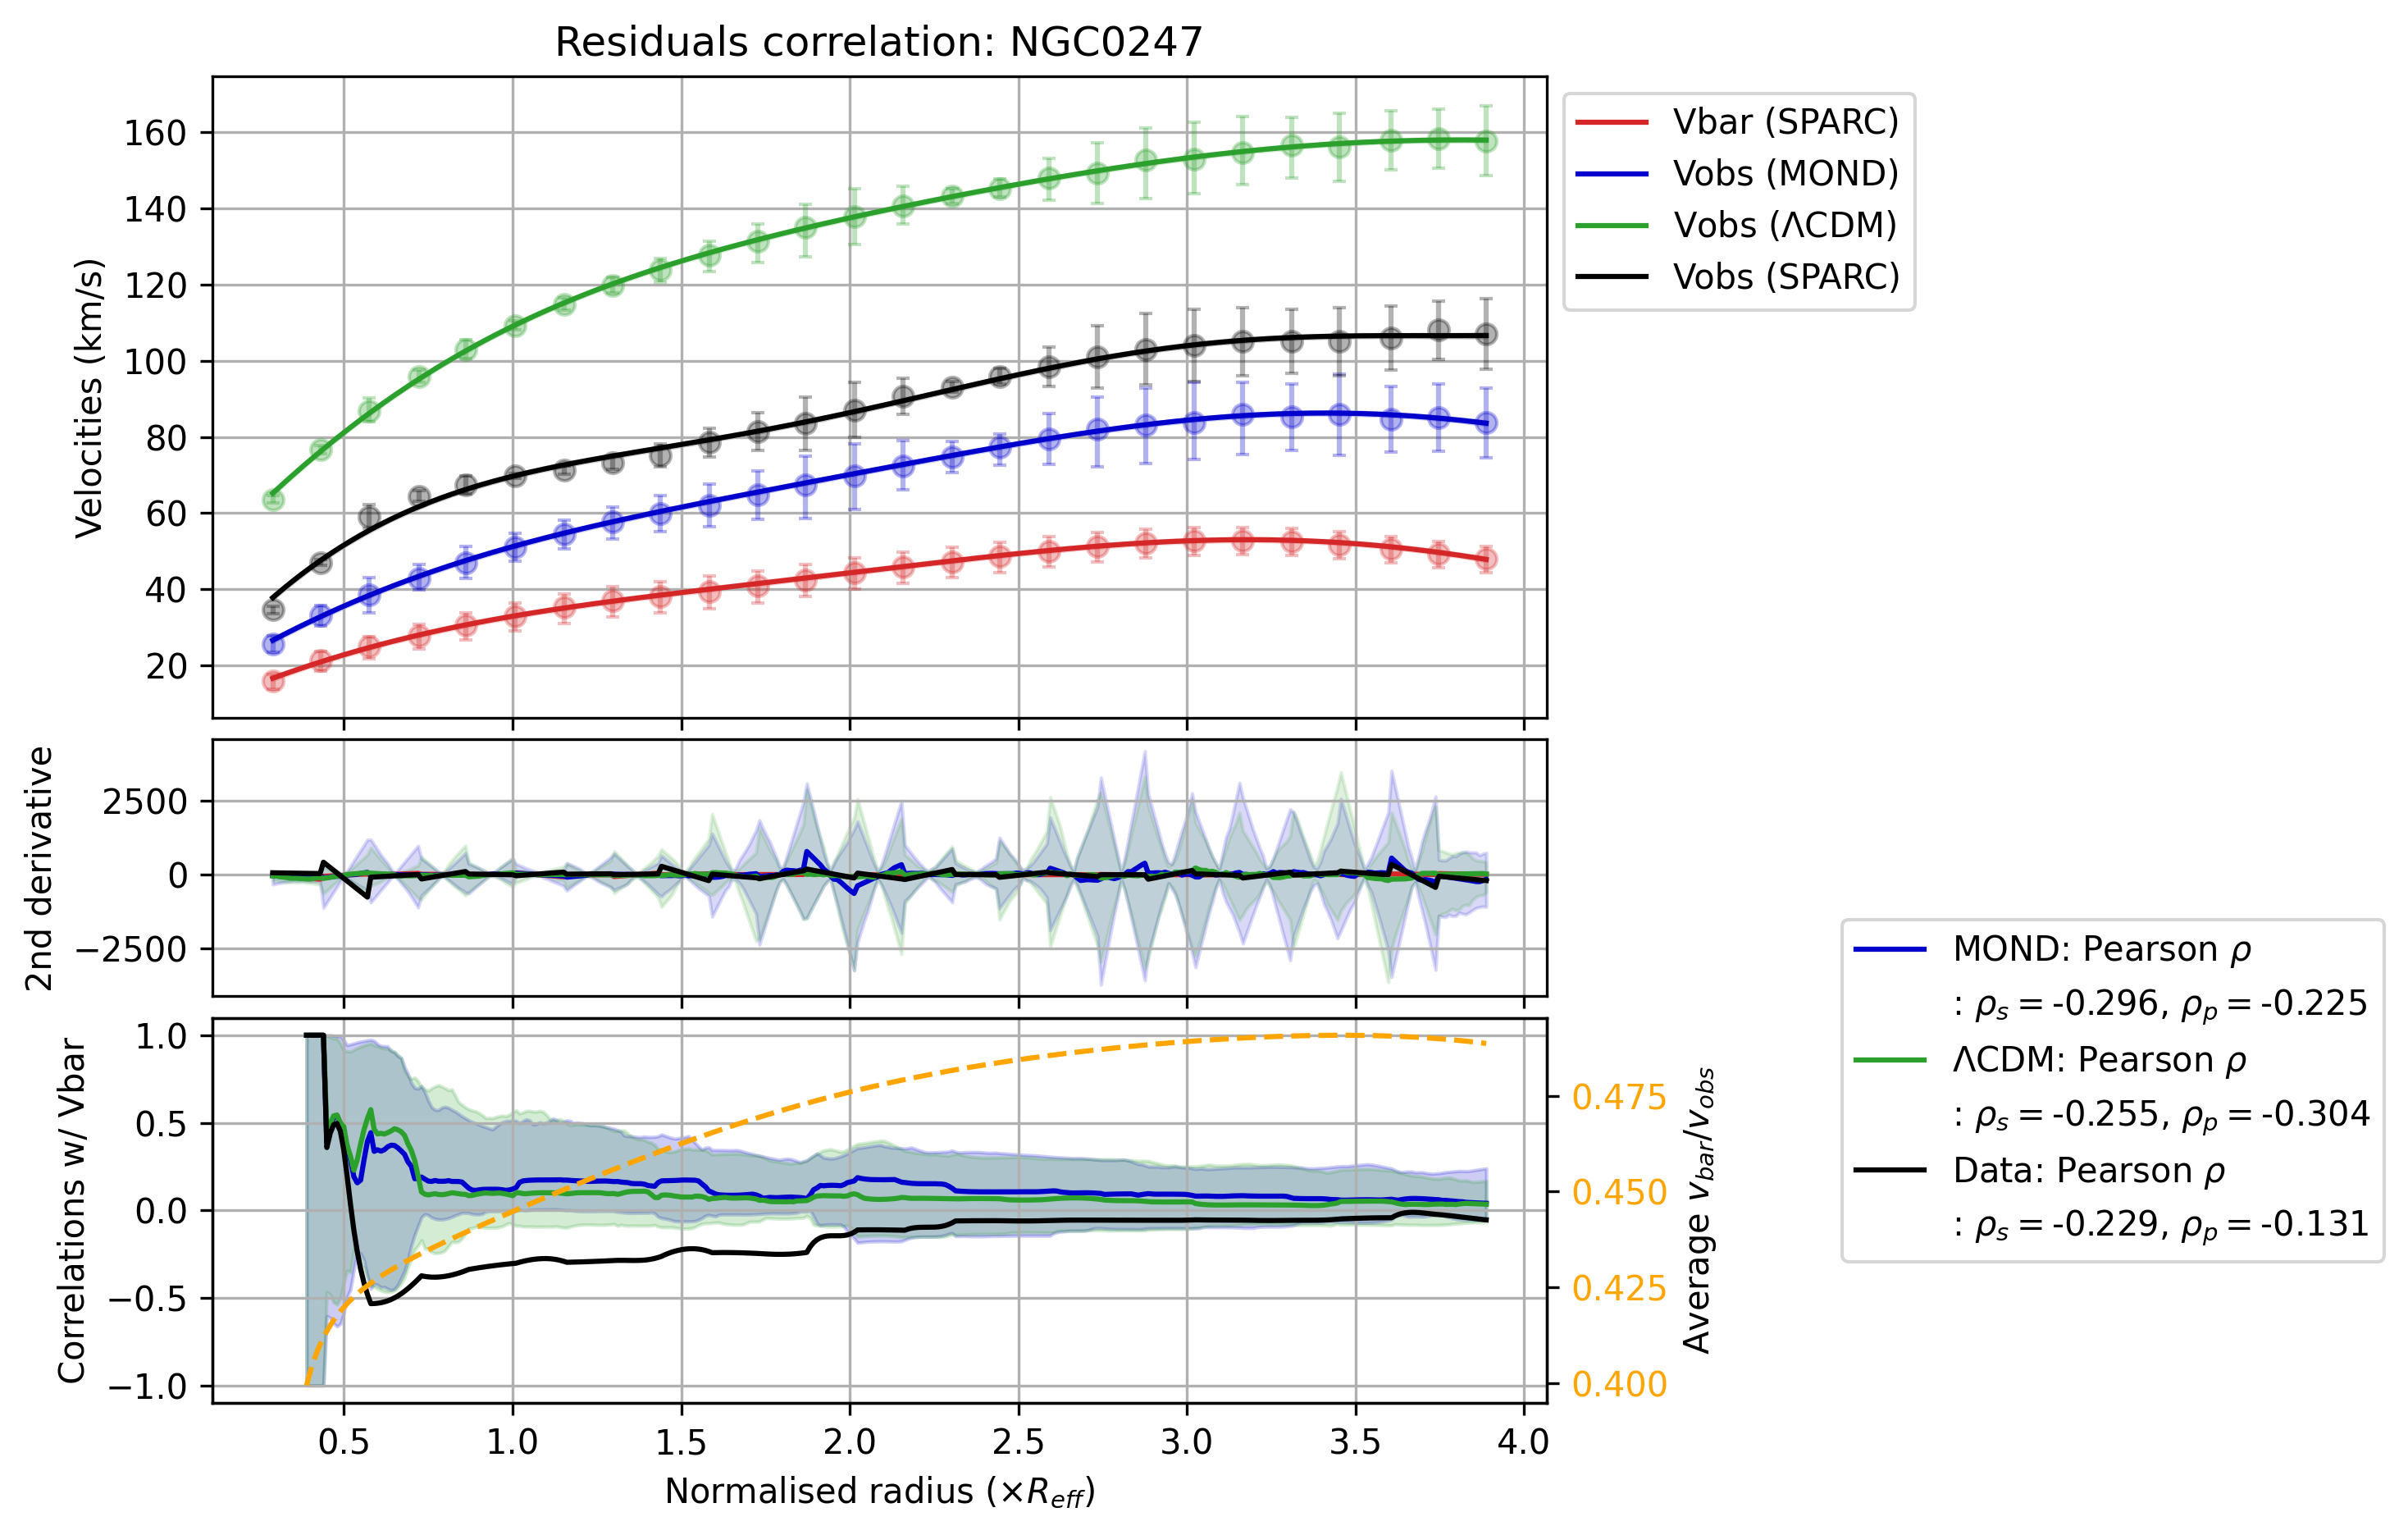 Residuals correlation: NGC0247
Velocities (km/s)
160
140
120
100
80
60
40
20
Vbar (SPARC)
Vobs (MOND)
Vobs (ΛCDM)
Vobs (SPARC)
2nd derivative
2500
0
−2500
Correlations w/ Vbar
1.0
0.5
0.0
−0.5
−1.0
0.475
0.450
0.425
0.400
Average v_bar/v_obs
MOND: Pearson ρ
: ρ_s = -0.296, ρ_p = -0.225
ΛCDM: Pearson ρ
: ρ_s = -0.255, ρ_p = -0.304
Data: Pearson ρ
: ρ_s = -0.229, ρ_p = -0.131
0.5 1.0 1.5 2.0 2.5 3.0 3.5 4.0
Normalised radius (×R_eff)